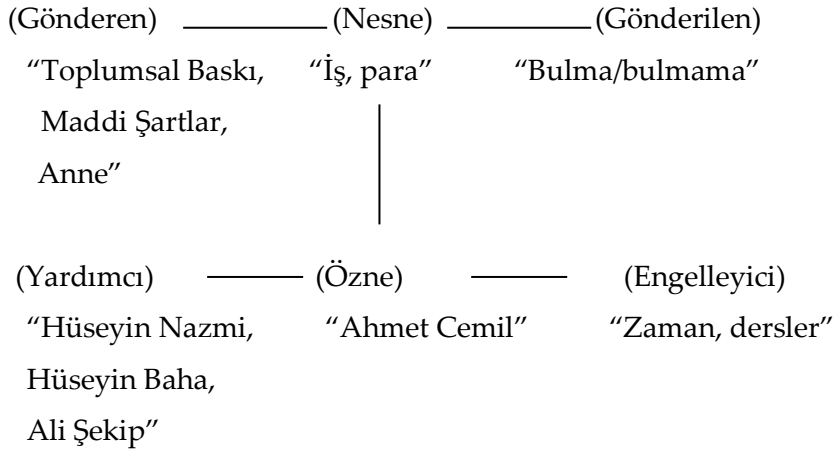 (Gönderen) (Nesne) (Gönderilen)
“Toplumsal Baskı, “İş, para” “Bulma/bulmama”
Maddi Şartlar,
Anne”
(Yardımcı) (Özne) (Engelleyici)
“Hüseyin Nazmi, “Ahmet Cemil” “Zaman, dersler”
Hüseyin Baha,
Ali Şekip”